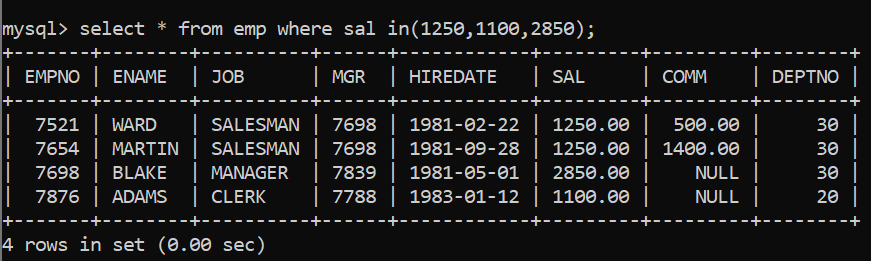 mysql> select * from emp where sal in(1250,1100,2850);
+-------+--------+----------+------+------------+---------+---------+--------+
| EMPNO | ENAME  | JOB      | MGR  | HIREDATE   | SAL     | COMM    | DEPTNO |
+-------+--------+----------+------+------------+---------+---------+--------+
|  7521 | WARD   | SALESMAN | 7698 | 1981-02-22 | 1250.00 |  500.00 |     30 |
|  7654 | MARTIN | SALESMAN | 7698 | 1981-09-28 | 1250.00 | 1400.00 |     30 |
|  7698 | BLAKE  | MANAGER  | 7839 | 1981-05-01 | 2850.00 |    NULL |     30 |
|  7876 | ADAMS  | CLERK    | 7788 | 1983-01-12 | 1100.00 |    NULL |     20 |
+-------+--------+----------+------+------------+---------+---------+--------+
4 rows in set (0.00 sec)